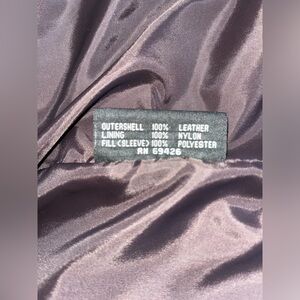 OUTERSHELL 100% LEATHER
LINING 100% NYLON
FILL(SLEEVE) 100% POLYESTER
RN 69426